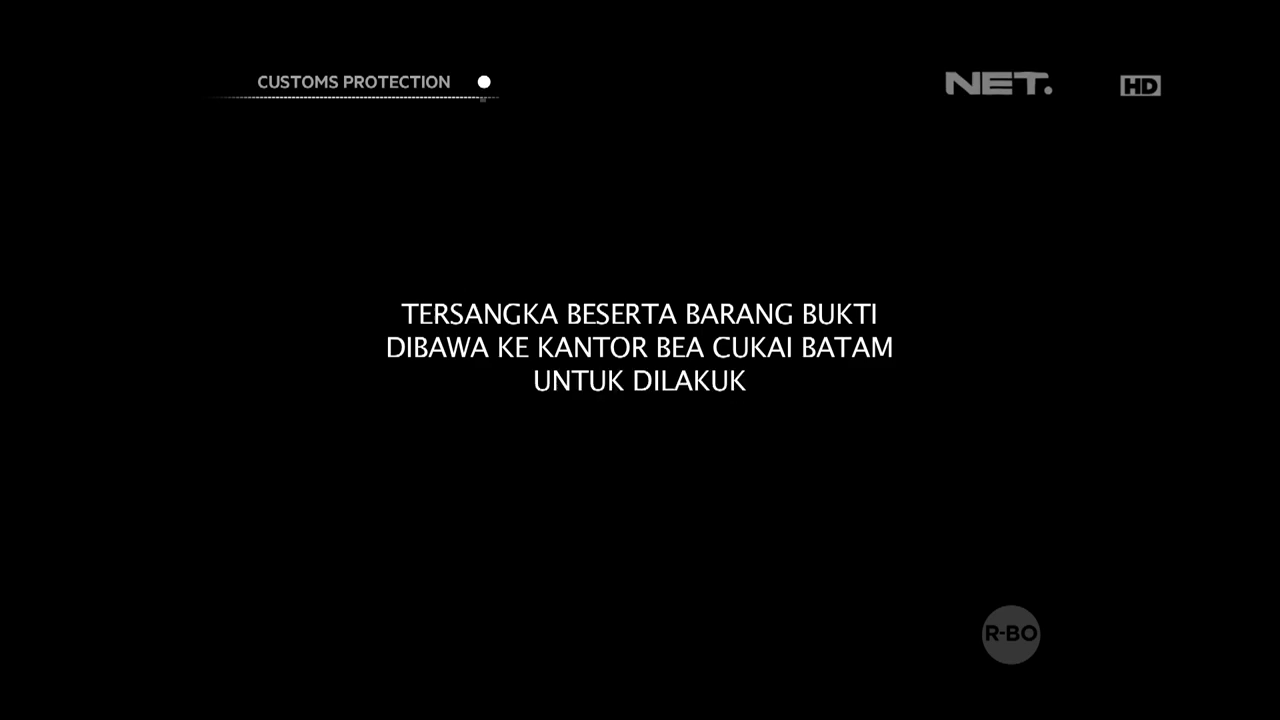 CUSTOMS PROTECTION
NET.
HD
TERSANGKA BESERTA BARANG BUKTI
DIBAWA KE KANTOR BEA CUKAI BATAM
UNTUK DILAKUK
R-BO